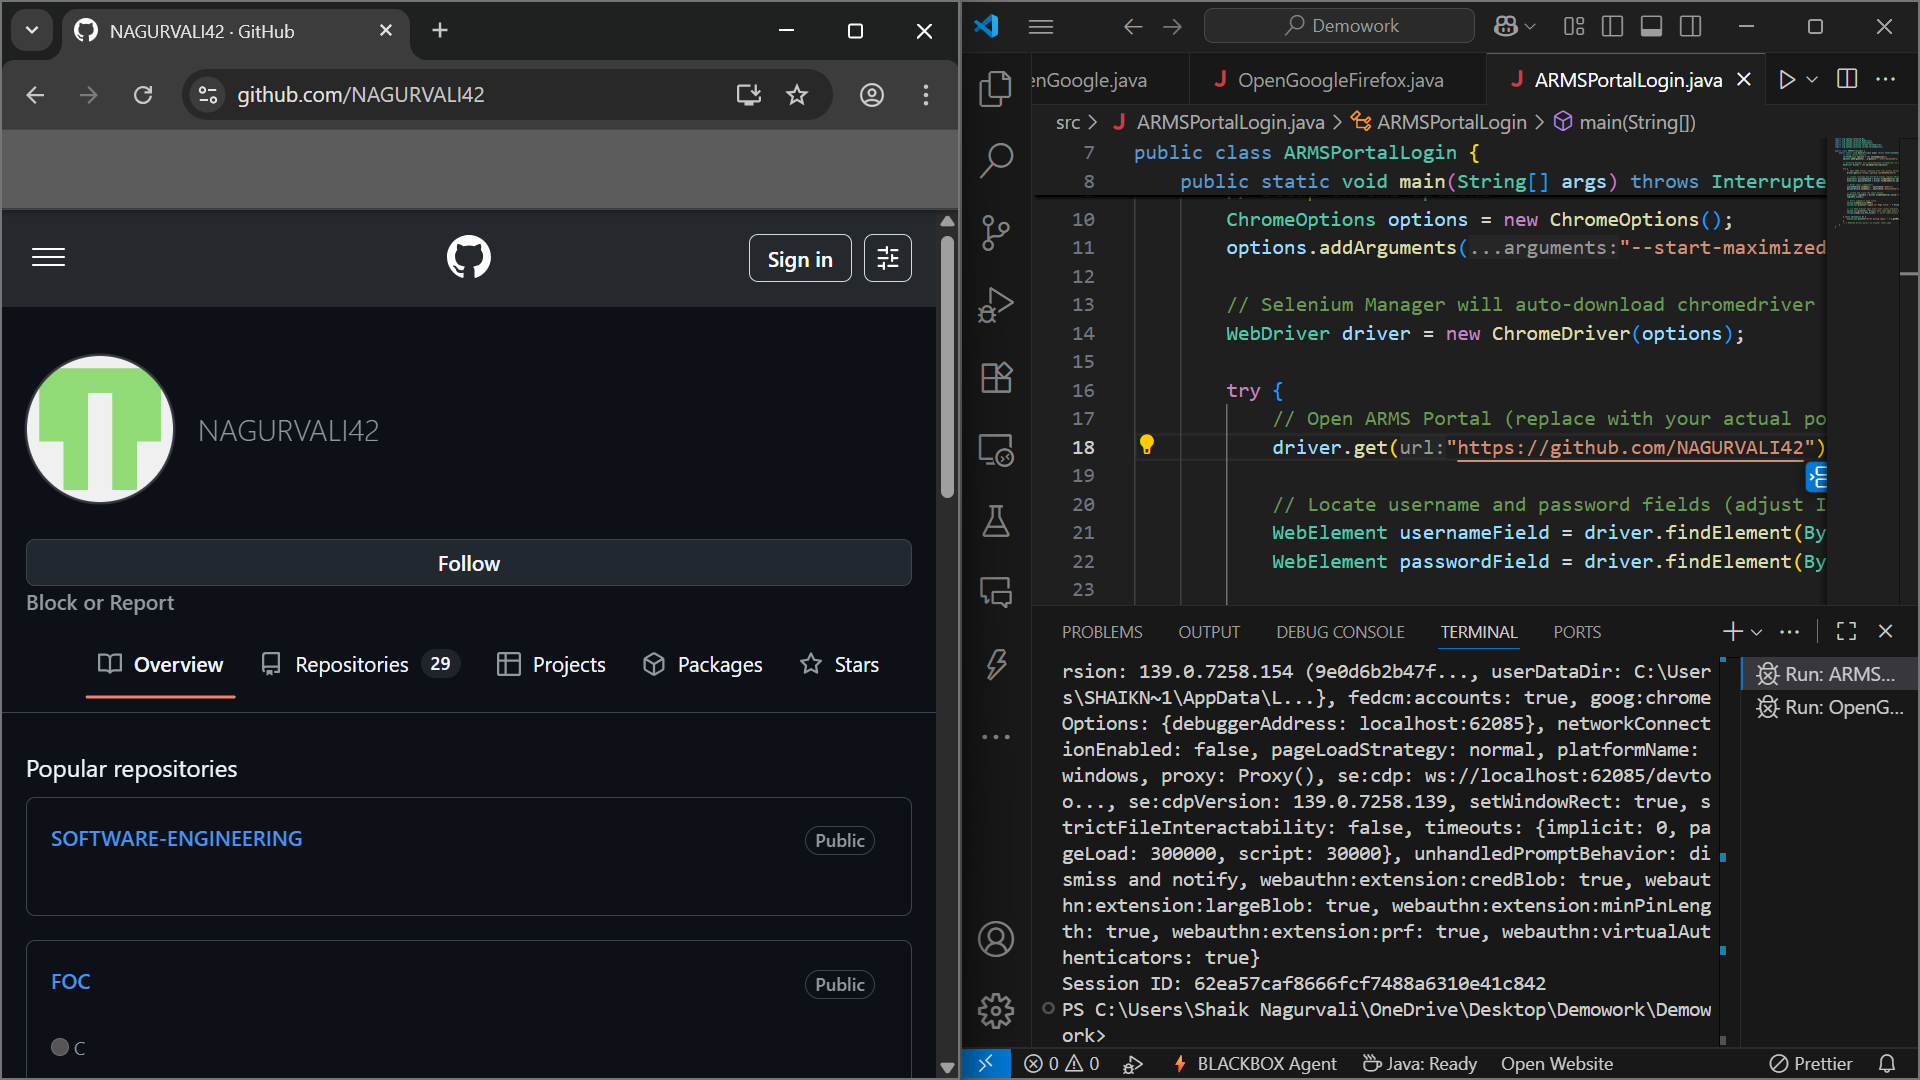 NAGURVALI42 · GitHub
github.com/NAGURVALI42
Sign in
NAGURVALI42
Follow
Block or Report
Overview
Repositories 29
Projects
Packages
Stars
Popular repositories
SOFTWARE-ENGINEERING
Public
FOC
Public
C
Demowork
enGoogle.java
OpenGoogleFirefox.java
ARMSPortalLogin.java
src > ARMSPortalLogin.java > ARMSPortalLogin > main(String[])
7 public class ARMSPortalLogin {
8 public static void main(String[] args) throws Interrupte
10 ChromeOptions options = new ChromeOptions();
11 options.addArguments(...arguments:"--start-maximized
12
13 // Selenium Manager will auto-download chromedriver
14 WebDriver driver = new ChromeDriver(options);
15
16 try {
17 // Open ARMS Portal (replace with your actual po
18 driver.get(url:"https://github.com/NAGURVALI42")
19
20 // Locate username and password fields (adjust I
21 WebElement usernameField = driver.findElement(By
22 WebElement passwordField = driver.findElement(By
23
PROBLEMS
OUTPUT
DEBUG CONSOLE
TERMINAL
PORTS
rsion: 139.0.7258.154 (9e0d6b2b47f..., userDataDir: C:\User
s\SHAIKN~1\AppData\L...}, fedcm:accounts: true, goog:chrome
Options: {debuggerAddress: localhost:62085}, networkConnect
ionEnabled: false, pageLoadStrategy: normal, platformName:
windows, proxy: Proxy(), se:cdp: ws://localhost:62085/devto
o..., se:cdpVersion: 139.0.7258.139, setWindowRect: true, s
trictFileInteractability: false, timeouts: {implicit: 0, pa
geLoad: 300000, script: 30000}, unhandledPromptBehavior: di
smiss and notify, webauthn:extension:credBlob: true, webaut
hn:extension:largeBlob: true, webauthn:extension:minPinLeng
th: true, webauthn:extension:prf: true, webauthn:virtualAut
henticators: true}
Session ID: 62ea57caf8666fcf7488a6310e41c842
PS C:\Users\Shaik Nagurvali\OneDrive\Desktop\Demowork\Demow
ork>
Run: ARMS...
Run: OpenG...
0 0
BLACKBOX Agent
Java: Ready
Open Website
Prettier